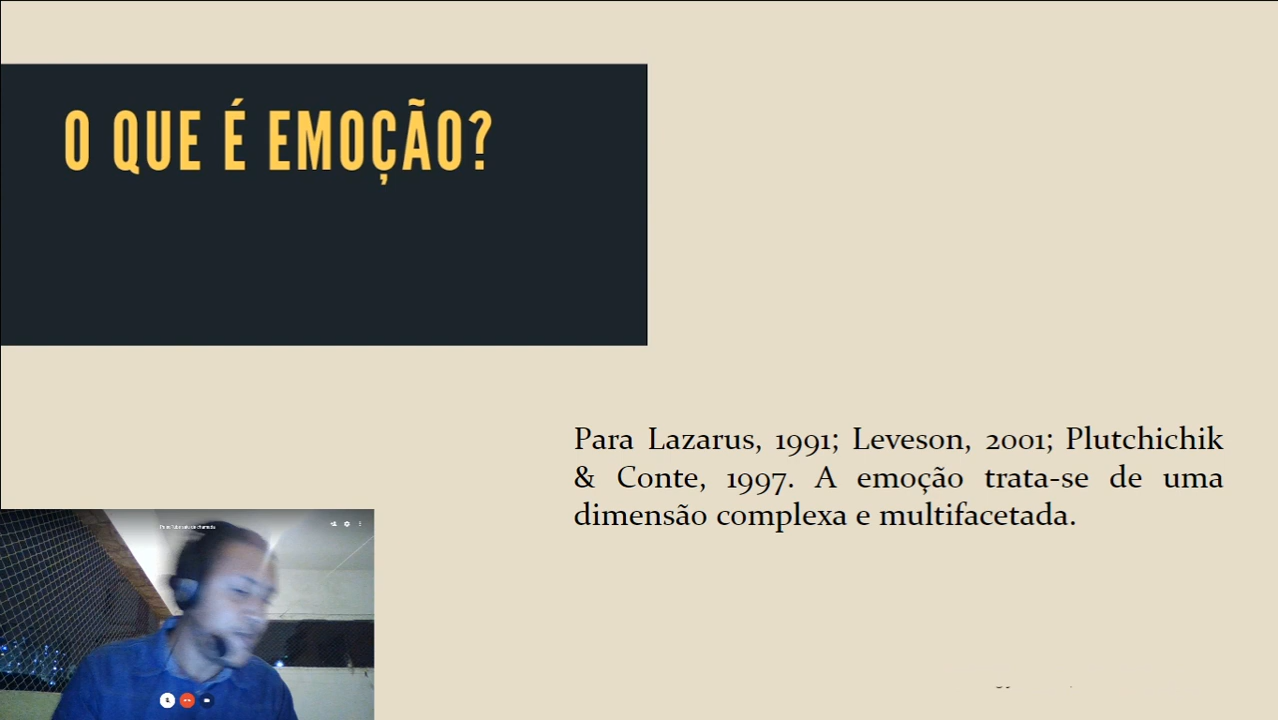 O QUE É EMOÇÃO?
Para Lazarus, 1991; Leveson, 2001; Plutchichik
& Conte, 1997. A emoção trata-se de uma
dimensão complexa e multifacetada.